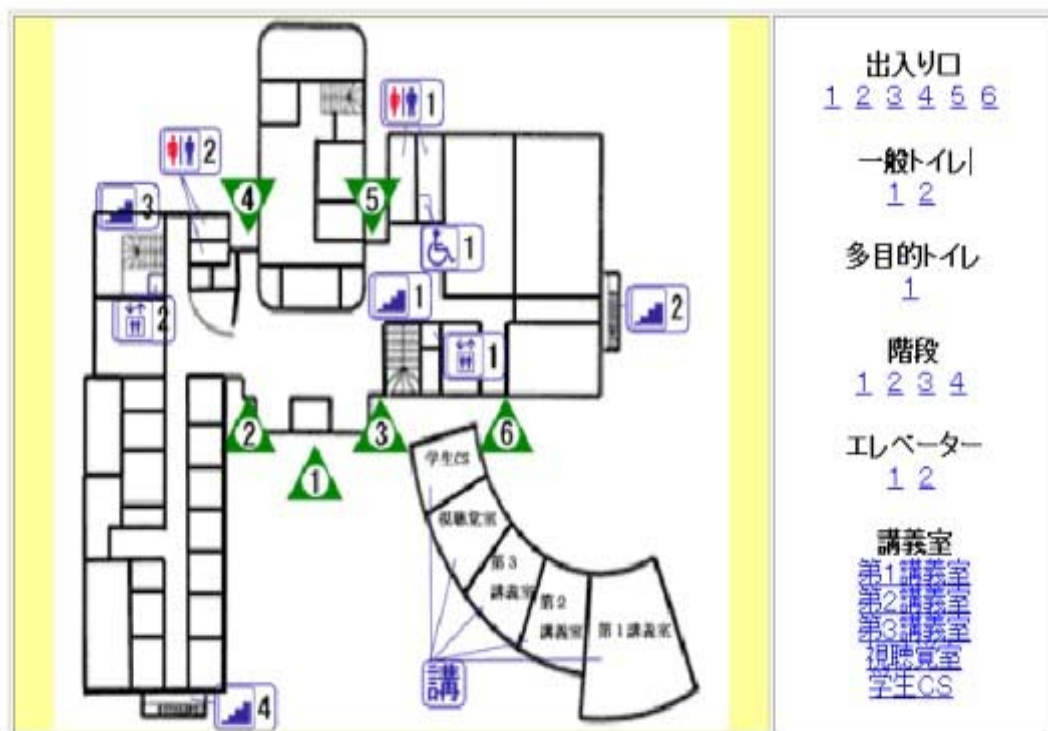 1
2
4
5
3
1
1
2
2
1
1
2
3
6
1
学生CS
視聴覚室
第3
講義室
第2
講義室
第1講義室
講
4
出入り口
1 2 3 4 5 6
一般トイレ
1 2
多目的トイレ
1
階段
1 2 3 4
エレベーター
1 2
講義室
第1講義室
第2講義室
第3講義室
視聴覚室
学生CS